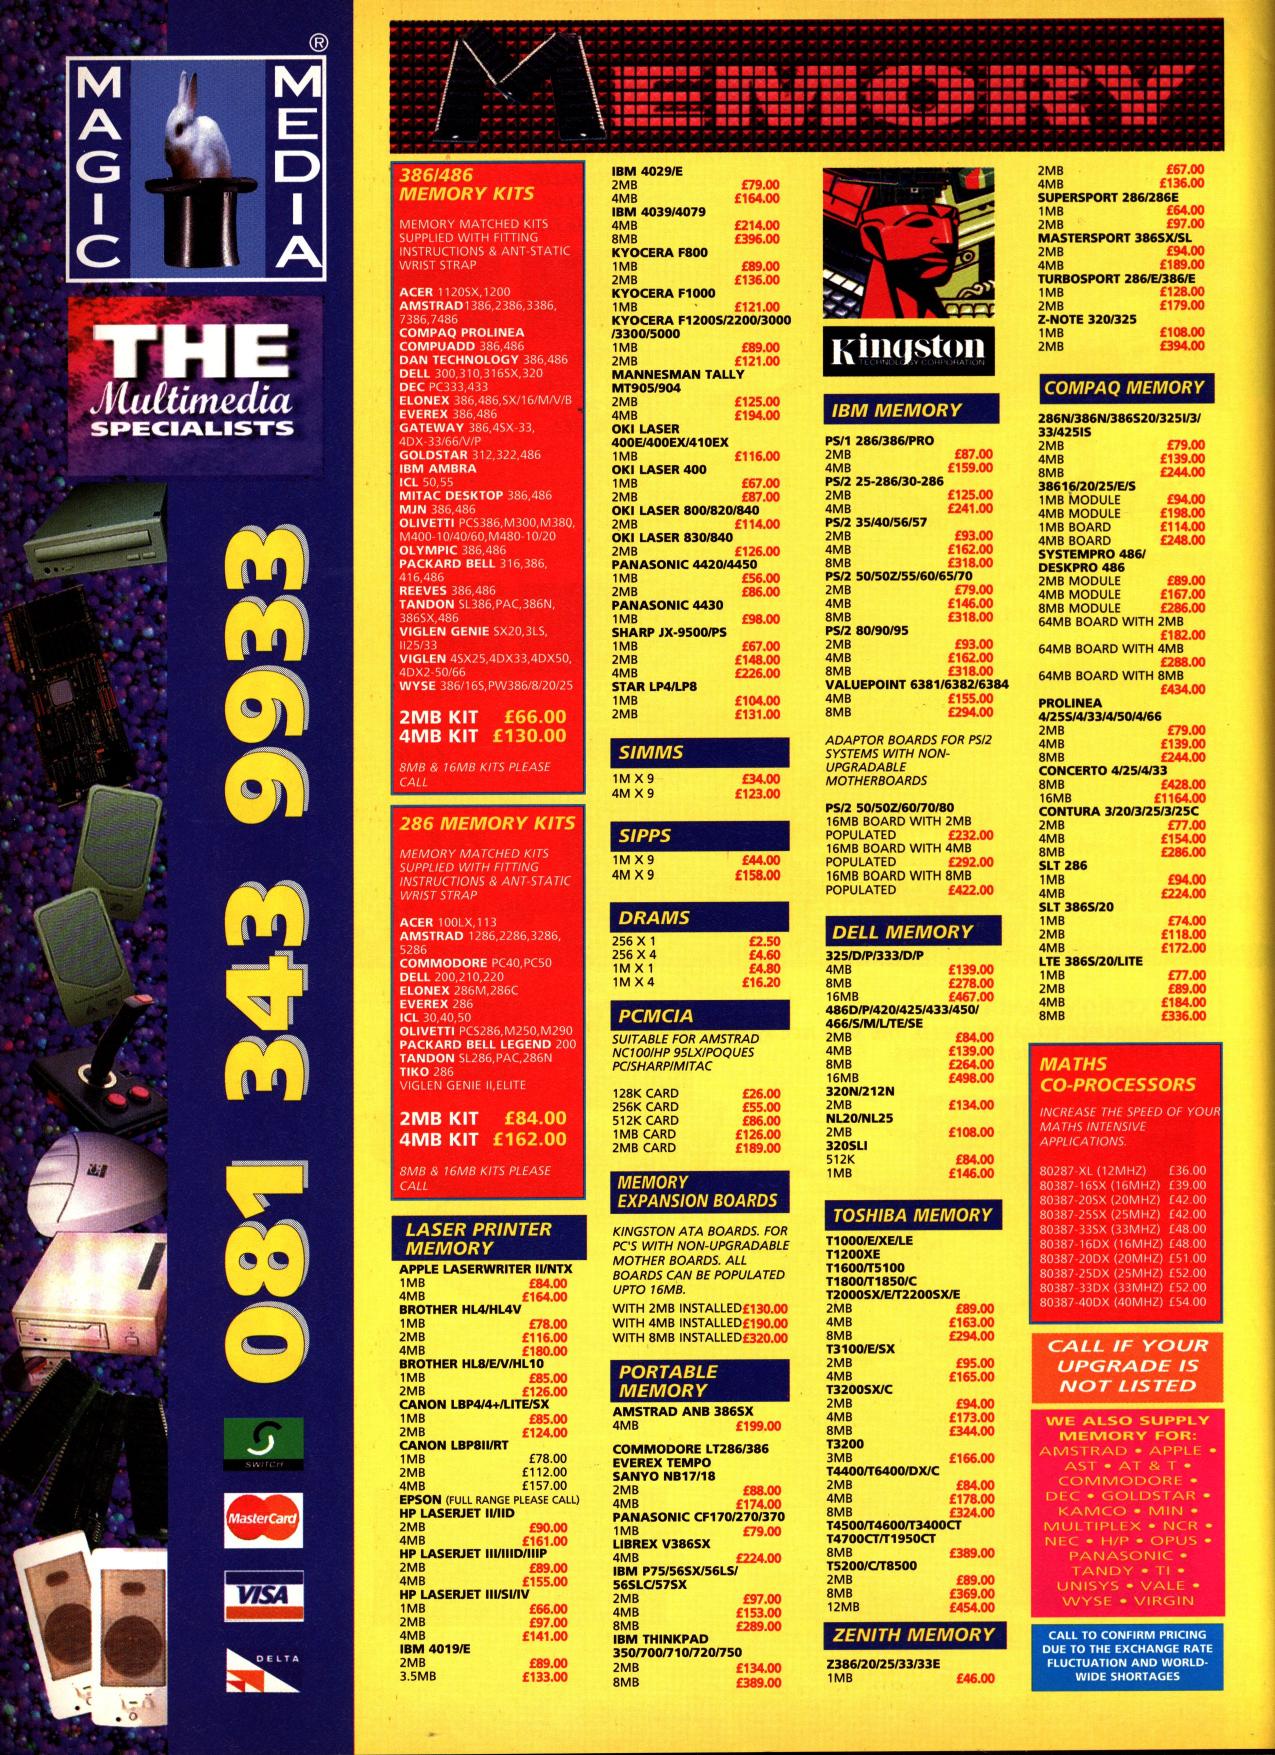 MAGIC
MEDIA
®
THE
Multimedia
SPECIALISTS
081 343 9933
SWITCH
MasterCard
VISA
DELTA
MEMORY
386/486
MEMORY KITS
MEMORY MATCHED KITS
SUPPLIED WITH FITTING
INSTRUCTIONS & ANT-STATIC
WRIST STRAP
ACER 1120SX,1200
AMSTRAD1386,2386,3386,
7386,7486
COMPAQ PROLINEA
COMPUADD 386,486
DAN TECHNOLOGY 386,486
DELL 300,310,316SX,320
DEC PC333,433
ELONEX 386,486,SX/16/M/V/B
EVEREX 386,486
GATEWAY 386,4SX-33,
4DX-33/66/V/P
GOLDSTAR 312,322,486
IBM AMBRA
ICL 50,55
MITAC DESKTOP 386,486
MJN 386,486
OLIVETTI PCS386,M300,M380,
M400-10/40/60,M480-10/20
OLYMPIC 386,486
PACKARD BELL 316,386,
416,486
REEVES 386,486
TANDON SL386,PAC,386N,
386SX,486
VIGLEN GENIE SX20,3LS,
II25/33
VIGLEN 4SX25,4DX33,4DX50,
4DX2-50/66
WYSE 386/16S,PW386/8/20/25
2MB KIT £66.00
4MB KIT £130.00
8MB & 16MB KITS PLEASE
CALL
286 MEMORY KITS
MEMORY MATCHED KITS
SUPPLIED WITH FITTING
INSTRUCTIONS & ANT-STATIC
WRIST STRAP
ACER 100LX,113
AMSTRAD 1286,2286,3286,
5286
COMMODORE PC40,PC50
DELL 200,210,220
ELONEX 286M,286C
EVEREX 286
ICL 30,40,50
OLIVETTI PCS286,M250,M290
PACKARD BELL LEGEND 200
TANDON SL286,PAC,286N
TIKO 286
VIGLEN GENIE II,ELITE
2MB KIT £84.00
4MB KIT £162.00
8MB & 16MB KITS PLEASE
CALL
LASER PRINTER
MEMORY
APPLE LASERWRITER II/NTX
1MB £84.00
4MB £164.00
BROTHER HL4/HL4V
1MB £78.00
2MB £116.00
4MB £180.00
BROTHER HL8/E/V/HL10
1MB £85.00
2MB £126.00
CANON LBP4/4+/LITE/SX
1MB £85.00
2MB £124.00
CANON LBP8II/RT
1MB £78.00
2MB £112.00
4MB £157.00
EPSON (FULL RANGE PLEASE CALL)
HP LASERJET II/IID
2MB £90.00
4MB £161.00
HP LASERJET III/IIID/IIIP
2MB £89.00
4MB £155.00
HP LASERJET III/SI/IV
1MB £66.00
2MB £97.00
4MB £141.00
IBM 4019/E
2MB £89.00
3.5MB £133.00
IBM 4029/E
2MB £79.00
4MB £164.00
IBM 4039/4079
4MB £214.00
8MB £396.00
KYOCERA F800
1MB £89.00
2MB £136.00
KYOCERA F1000
1MB £121.00
KYOCERA F1200S/2200/3000
/3300/5000
1MB £89.00
2MB £121.00
MANNESMAN TALLY
MT905/904
2MB £125.00
4MB £194.00
OKI LASER
400E/400EX/410EX
1MB £116.00
OKI LASER 400
1MB £67.00
2MB £87.00
OKI LASER 800/820/840
2MB £114.00
OKI LASER 830/840
2MB £126.00
PANASONIC 4420/4450
1MB £56.00
2MB £86.00
PANASONIC 4430
1MB £98.00
SHARP JX-9500/PS
1MB £67.00
2MB £148.00
4MB £226.00
STAR LP4/LP8
1MB £104.00
2MB £131.00
SIMMS
1M X 9 £34.00
4M X 9 £123.00
SIPPS
1M X 9 £44.00
4M X 9 £158.00
DRAMS
256 X 1 £2.50
256 X 4 £4.60
1M X 1 £4.80
1M X 4 £16.20
PCMCIA
SUITABLE FOR AMSTRAD
NC100/HP 95LX/POQUES
PC/SHARP/MITAC
128K CARD £26.00
256K CARD £55.00
512K CARD £86.00
1MB CARD £126.00
2MB CARD £189.00
MEMORY
EXPANSION BOARDS
KINGSTON ATA BOARDS. FOR
PC'S WITH NON-UPGRADABLE
MOTHER BOARDS. ALL
BOARDS CAN BE POPULATED
UPTO 16MB.
WITH 2MB INSTALLED£130.00
WITH 4MB INSTALLED£190.00
WITH 8MB INSTALLED£320.00
PORTABLE
MEMORY
AMSTRAD ANB 386SX
4MB £199.00
COMMODORE LT286/386
EVEREX TEMPO
SANYO NB17/18
2MB £88.00
4MB £174.00
PANASONIC CF170/270/370
1MB £79.00
LIBREX V386SX
4MB £224.00
IBM P75/56SX/56LS/
56SLC/57SX
2MB £97.00
4MB £153.00
8MB £289.00
IBM THINKPAD
350/700/710/720/750
2MB £134.00
8MB £389.00
Kingston
TECHNOLOGY CORPORATION
IBM MEMORY
PS/1 286/386/PRO
2MB £87.00
4MB £159.00
PS/2 25-286/30-286
2MB £125.00
4MB £241.00
PS/2 35/40/56/57
2MB £93.00
4MB £162.00
8MB £318.00
PS/2 50/50Z/55/60/65/70
2MB £79.00
4MB £146.00
8MB £318.00
PS/2 80/90/95
2MB £93.00
4MB £162.00
8MB £318.00
VALUEPOINT 6381/6382/6384
4MB £155.00
8MB £294.00
ADAPTOR BOARDS FOR PS/2
SYSTEMS WITH NON-
UPGRADABLE
MOTHERBOARDS
PS/2 50/50Z/60/70/80
16MB BOARD WITH 2MB
POPULATED £232.00
16MB BOARD WITH 4MB
POPULATED £292.00
16MB BOARD WITH 8MB
POPULATED £422.00
DELL MEMORY
325/D/P/333/D/P
4MB £139.00
8MB £278.00
16MB £467.00
486D/P/420/425/433/450/
466/S/M/L/TE/SE
2MB £84.00
4MB £139.00
8MB £264.00
16MB £498.00
320N/212N
2MB £134.00
NL20/NL25
2MB £108.00
320SLI
512K £84.00
1MB £146.00
TOSHIBA MEMORY
T1000/E/XE/LE
T1200XE
T1600/T5100
T1800/T1850/C
T2000SX/E/T2200SX/E
2MB £89.00
4MB £163.00
8MB £294.00
T3100/E/SX
2MB £95.00
4MB £165.00
T3200SX/C
2MB £94.00
4MB £173.00
8MB £344.00
T3200
3MB £166.00
T4400/T6400/DX/C
2MB £84.00
4MB £178.00
8MB £324.00
T4500/T4600/T3400CT
T4700CT/T1950CT
8MB £389.00
T5200/C/T8500
2MB £89.00
8MB £369.00
12MB £454.00
ZENITH MEMORY
Z386/20/25/33/33E
1MB £46.00
2MB £67.00
4MB £136.00
SUPERSPORT 286/286E
1MB £64.00
2MB £97.00
MASTERSPORT 386SX/SL
2MB £94.00
4MB £189.00
TURBOSPORT 286/E/386/E
1MB £128.00
2MB £179.00
Z-NOTE 320/325
1MB £108.00
2MB £394.00
COMPAQ MEMORY
286N/386N/386S20/325I/3/
33/425IS
2MB £79.00
4MB £139.00
8MB £244.00
38616/20/25/E/S
1MB MODULE £94.00
4MB MODULE £198.00
1MB BOARD £114.00
4MB BOARD £248.00
SYSTEMPRO 486/
DESKPRO 486
2MB MODULE £89.00
4MB MODULE £167.00
8MB MODULE £286.00
64MB BOARD WITH 2MB
£182.00
64MB BOARD WITH 4MB
£288.00
64MB BOARD WITH 8MB
£434.00
PROLINEA
4/25S/4/33/4/50/4/66
2MB £79.00
4MB £139.00
8MB £244.00
CONCERTO 4/25/4/33
8MB £428.00
16MB £1164.00
CONTURA 3/20/3/25/3/25C
2MB £77.00
4MB £154.00
8MB £286.00
SLT 286
1MB £94.00
4MB £224.00
SLT 386S/20
1MB £74.00
2MB £118.00
4MB £172.00
LTE 386S/20/LITE
1MB £77.00
2MB £89.00
4MB £184.00
8MB £336.00
MATHS
CO-PROCESSORS
INCREASE THE SPEED OF YOUR
MATHS INTENSIVE
APPLICATIONS.
80287-XL (12MHZ) £36.00
80387-16SX (16MHZ) £39.00
80387-20SX (20MHZ) £42.00
80387-25SX (25MHZ) £42.00
80387-33SX (33MHZ) £48.00
80387-16DX (16MHZ) £48.00
80387-20DX (20MHZ) £51.00
80387-25DX (25MHZ) £52.00
80387-33DX (33MHZ) £52.00
80387-40DX (40MHZ) £54.00
CALL IF YOUR
UPGRADE IS
NOT LISTED
WE ALSO SUPPLY
MEMORY FOR:
AMSTRAD • APPLE •
AST • AT & T •
COMMODORE •
DEC • GOLDSTAR •
KAMCO • MIN •
MULTIPLEX • NCR •
NEC • H/P • OPUS •
PANASONIC •
TANDY • TI •
UNISYS • VALE •
WYSE • VIRGIN
CALL TO CONFIRM PRICING
DUE TO THE EXCHANGE RATE
FLUCTUATION AND WORLD-
WIDE SHORTAGES